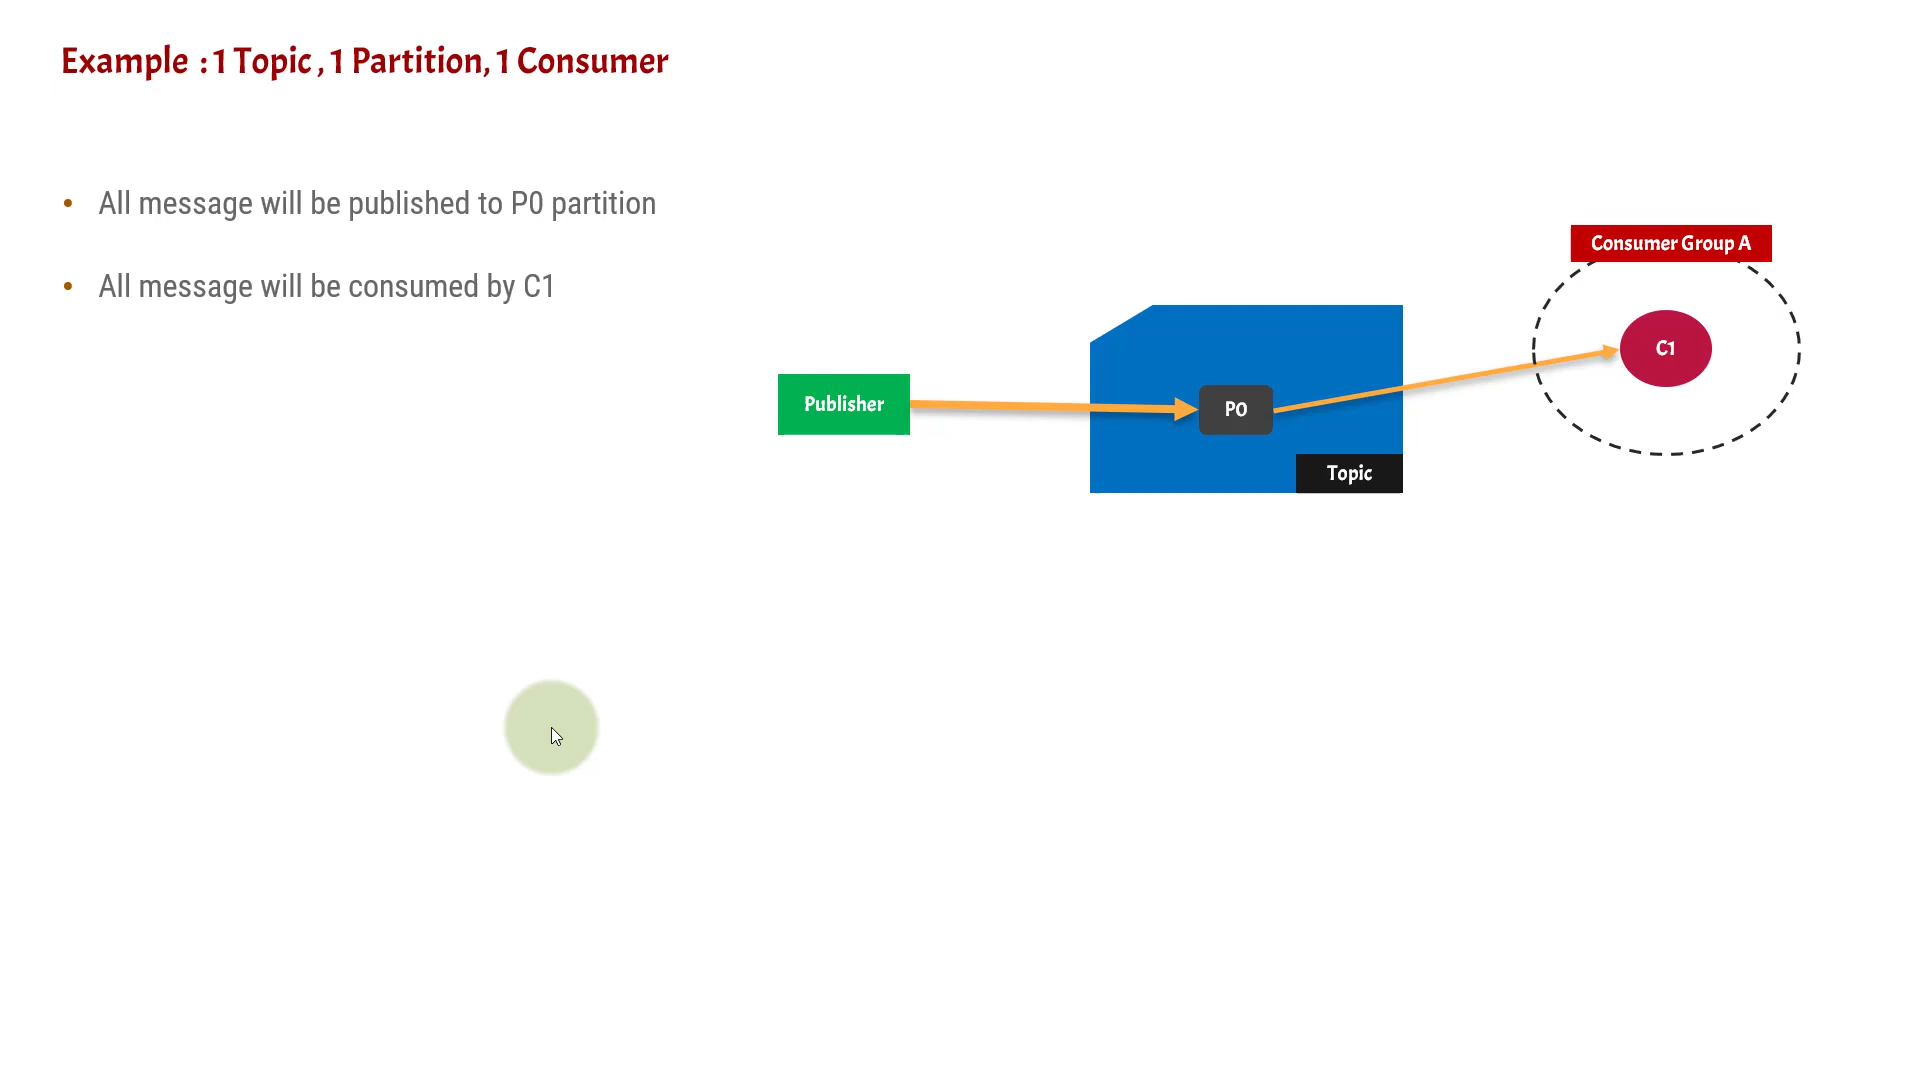 Example : 1 Topic , 1 Partition, 1 Consumer
• All message will be published to P0 partition
• All message will be consumed by C1
Consumer Group A
C1
Publisher
P0
Topic